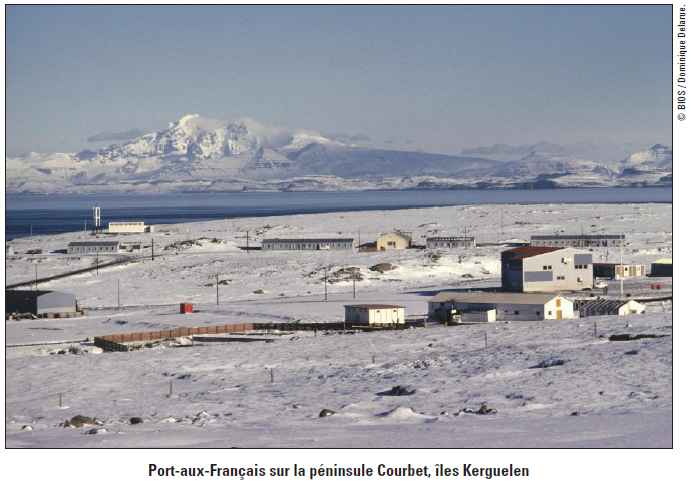 © BIOS / Dominique Delarue.
Port-aux-Français sur la péninsule Courbet, îles Kerguelen